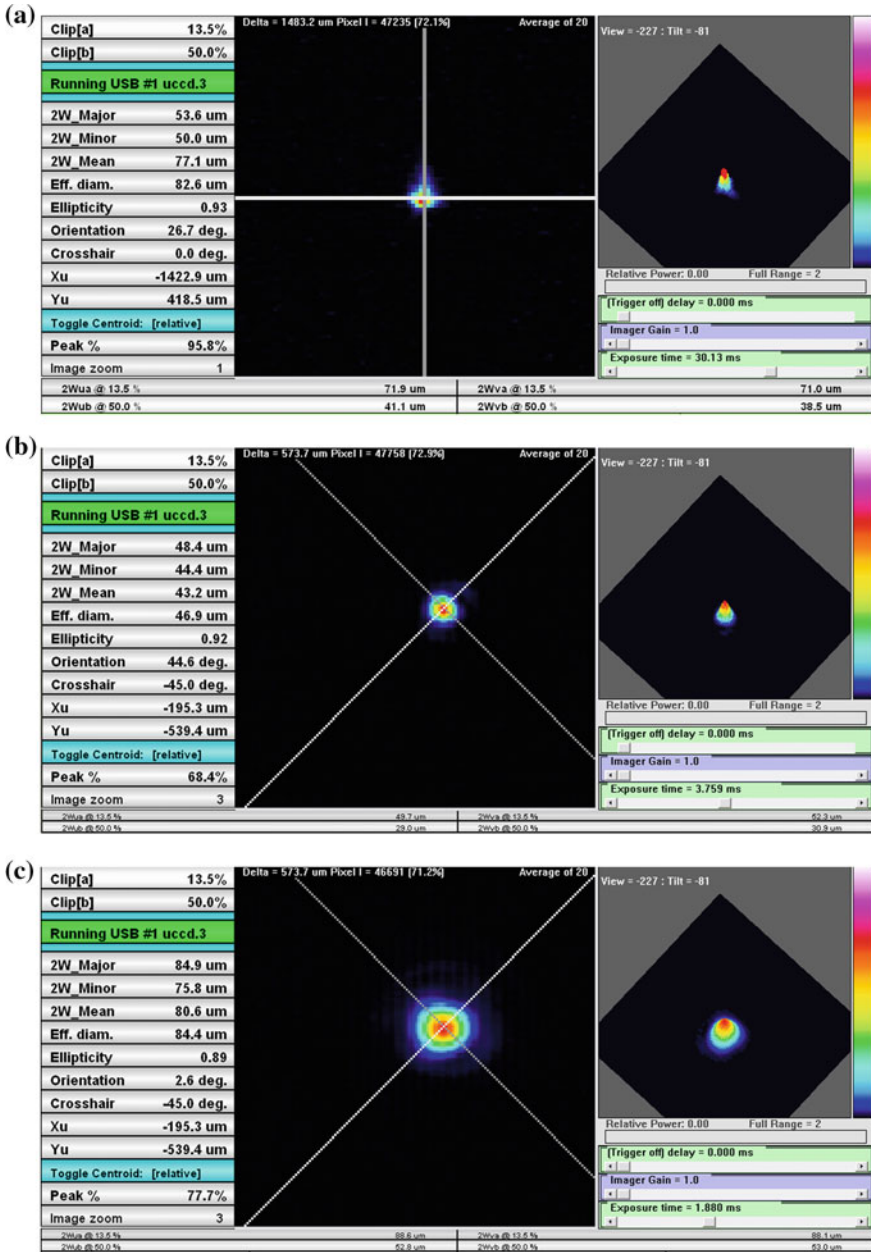 (a)
Clip[a] 13.5%
Clip[b] 50.0%
Running USB #1 uccd.3
2W_Major 53.6 um
2W_Minor 50.0 um
2W_Mean 77.1 um
Eff. diam. 82.6 um
Ellipticity 0.93
Orientation 26.7 deg.
Crosshair 0.0 deg.
Xu -1422.9 um
Yu 418.5 um
Toggle Centroid: [relative]
Peak % 95.8%
Image zoom 1
Delta = 1483.2 um Pixel I = 47235 (72.1%) Average of 20
View = -227 : Tilt = -81
Relative Power: 0.00 Full Range = 2
(Trigger off) delay = 0.000 ms
Imager Gain = 1.0
Exposure time = 30.13 ms
2Wua @ 13.5 % 71.9 um 2Wva @ 13.5 % 71.0 um
2Wub @ 50.0 % 41.1 um 2Wvb @ 50.0 % 38.5 um
(b)
Clip[a] 13.5%
Clip[b] 50.0%
Running USB #1 uccd.3
2W_Major 48.4 um
2W_Minor 44.4 um
2W_Mean 43.2 um
Eff. diam. 46.9 um
Ellipticity 0.92
Orientation 44.6 deg.
Crosshair -45.0 deg.
Xu -195.3 um
Yu -539.4 um
Toggle Centroid: [relative]
Peak % 68.4%
Image zoom 3
Delta = 573.7 um Pixel I = 47758 (72.9%) Average of 20
View = -227 : Tilt = -81
Relative Power: 0.00 Full Range = 2
(Trigger off) delay = 0.000 ms
Imager Gain = 1.0
Exposure time = 3.759 ms
2Wua @ 13.5 % 49.7 um 2Wva @ 13.5 % 52.3 um
2Wub @ 50.0 % 29.0 um 2Wvb @ 50.0 % 30.9 um
(c)
Clip[a] 13.5%
Clip[b] 50.0%
Running USB #1 uccd.3
2W_Major 84.9 um
2W_Minor 75.8 um
2W_Mean 80.6 um
Eff. diam. 84.4 um
Ellipticity 0.89
Orientation 2.6 deg.
Crosshair -45.0 deg.
Xu -195.3 um
Yu -539.4 um
Toggle Centroid: [relative]
Peak % 77.7%
Image zoom 3
Delta = 573.7 um Pixel I = 46691 (71.2%) Average of 20
View = -227 : Tilt = -81
Relative Power: 0.00 Full Range = 2
(Trigger off) delay = 0.000 ms
Imager Gain = 1.0
Exposure time = 1.880 ms
2Wua @ 13.5 % 88.6 um 2Wva @ 13.5 % 88.1 um
2Wub @ 50.0 % 52.8 um 2Wvb @ 50.0 % 53.0 um